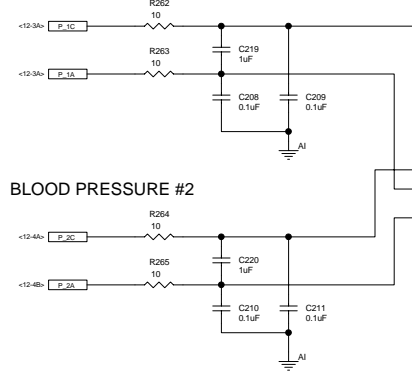 R262
10
<12-3A> P_1C
R263
10
<12-3A> P_1A
C219
1uF
C208
0.1uF
C209
0.1uF
AI
BLOOD PRESSURE #2
R264
10
<12-4A> P_2C
R265
10
<12-4B> P_2A
C220
1uF
C210
0.1uF
C211
0.1uF
AI